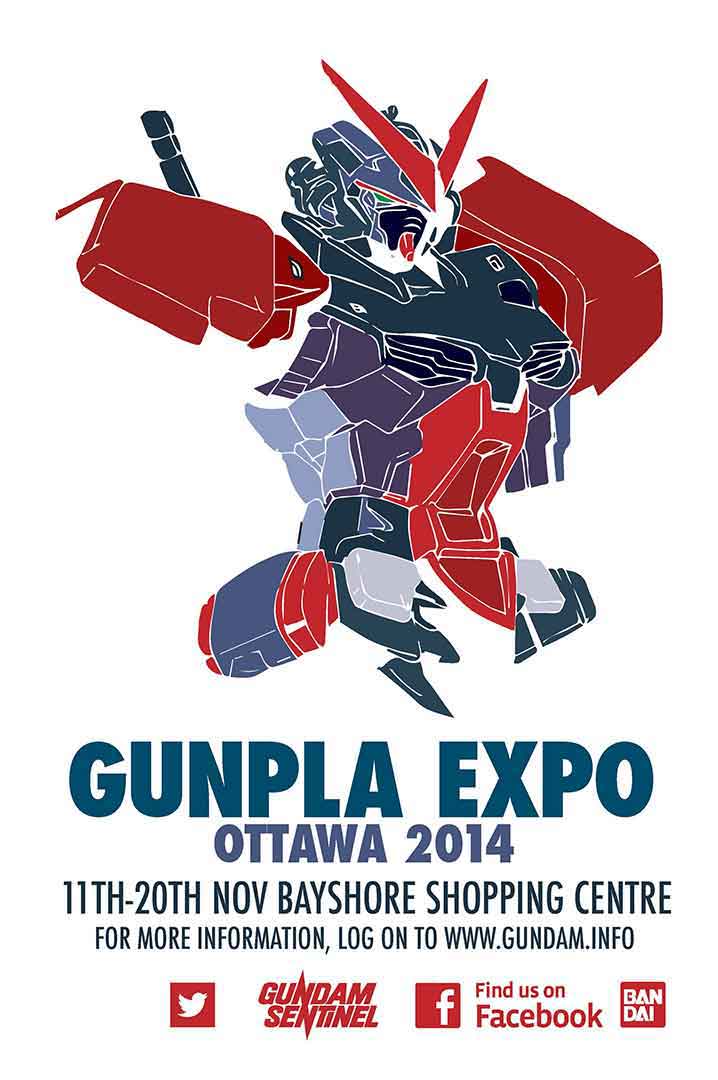 GUNPLA EXPO
OTTAWA 2014
11TH-20TH NOV BAYSHORE SHOPPING CENTRE
FOR MORE INFORMATION, LOG ON TO WWW.GUNDAM.INFO
GUNDAM
SENTINEL
f
Find us on
Facebook
BAN
DAI